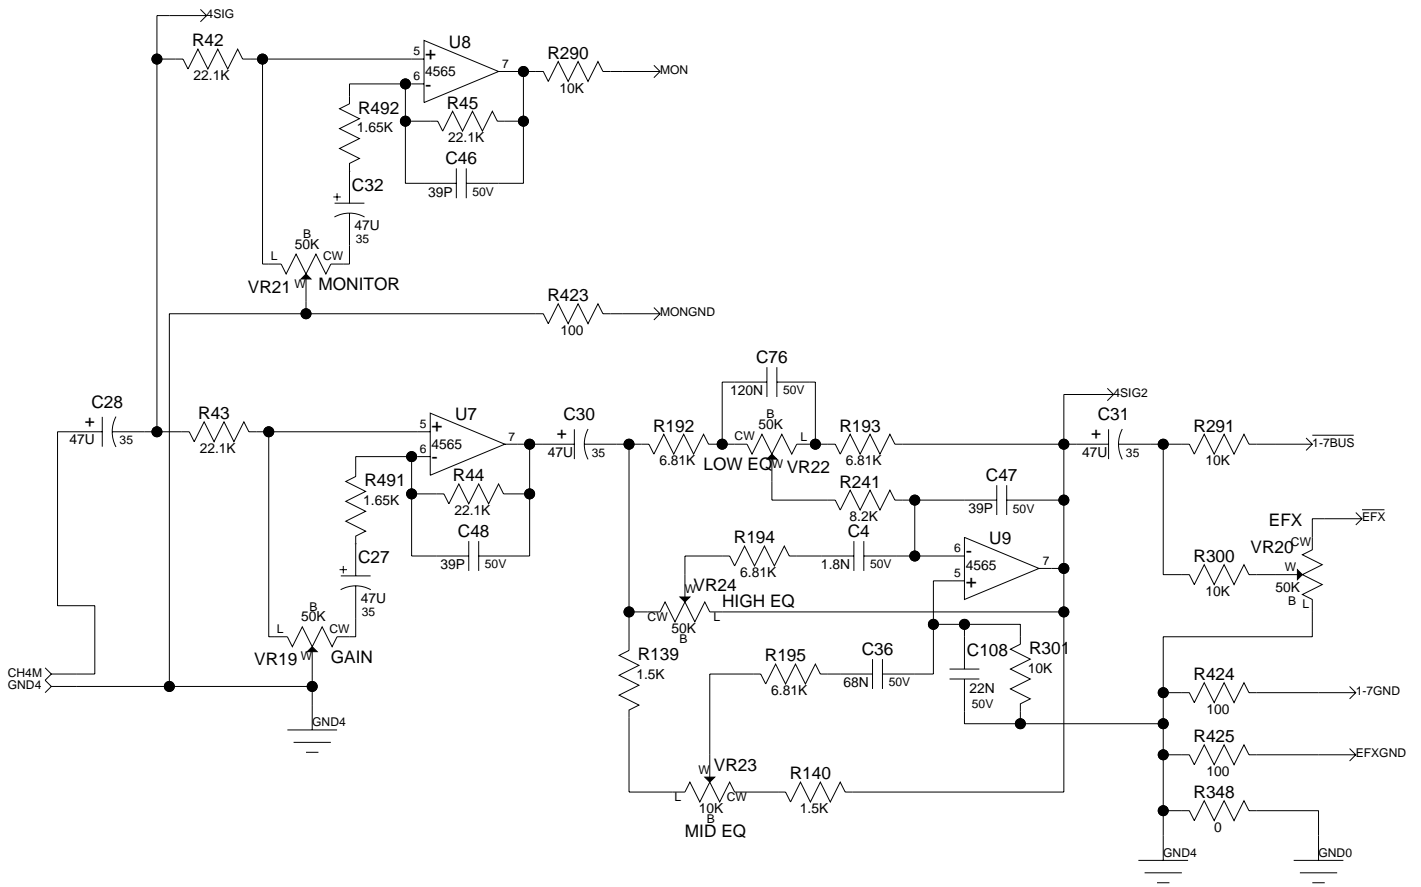 4SIG
R42
22.1K
5
+
6
-
4565
U8
7
R290
10K
MON
R492
1.65K
R45
22.1K
C46
39P
50V
C32
+
47U
35
B
50K
L
CW
W
VR21
MONITOR
R423
100
MONGND
C28
+
47U
35
R43
22.1K
5
+
6
-
4565
U7
7
C30
+
47U
35
R491
1.65K
R44
22.1K
C48
39P
50V
C27
+
47U
35
B
50K
L
CW
W
VR19
GAIN
CH4M
GND4
GND4
C76
120N
50V
R192
6.81K
B
50K
CW
L
LOW EQ
W
VR22
R193
6.81K
R241
8.2K
C47
39P
50V
4SIG2
C31
+
47U
35
R291
10K
1-7BUS
R194
6.81K
C4
1.8N
50V
U9
6
-
5
+
4565
7
W
VR24
HIGH EQ
CW
50K
B
L
EFX
EFX
R300
10K
VR20
CW
W
50K
B
L
R139
1.5K
R195
6.81K
C36
68N
50V
C108
22N
50V
R301
10K
R424
100
1-7GND
R425
100
EFXGND
W
VR23
L
10K
CW
B
MID EQ
R140
1.5K
R348
0
GND4
GND0